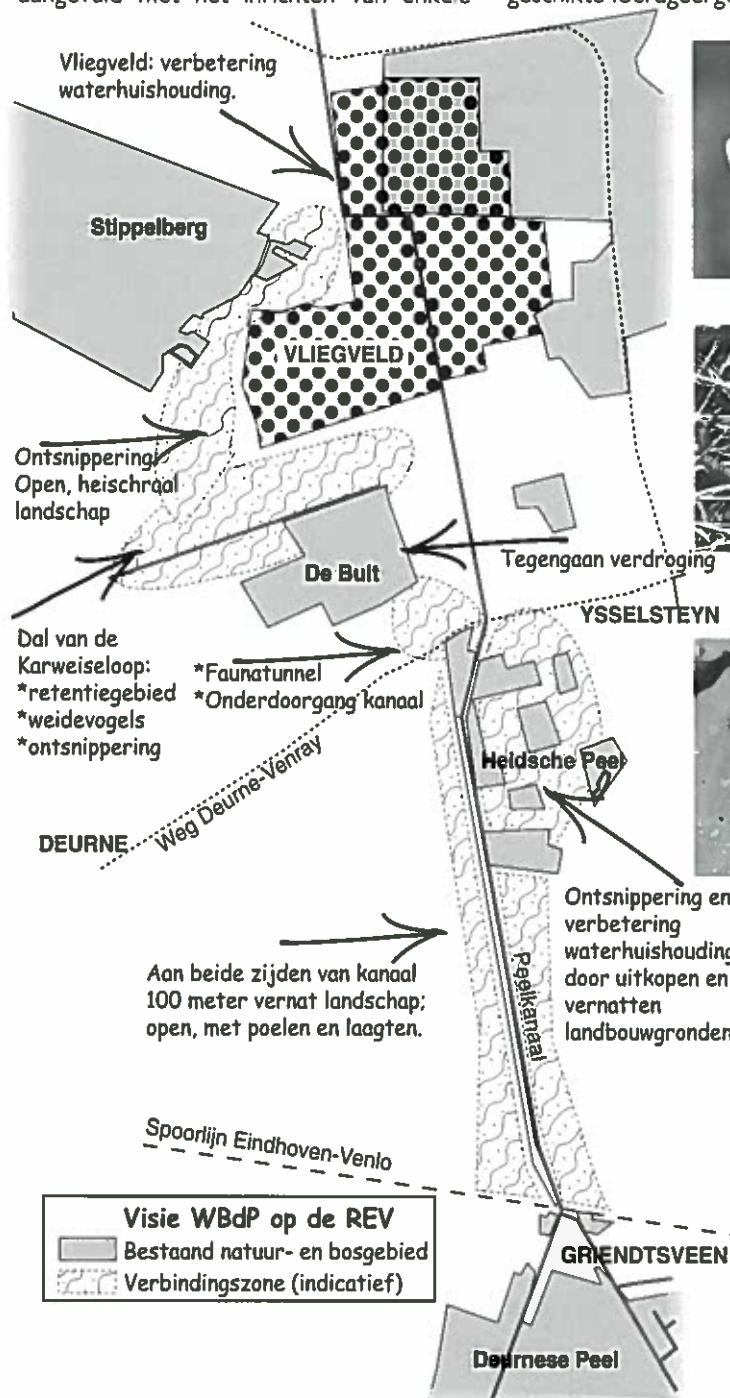 Vliegveld: verbetering
waterhuishouding.
Stippelberg
VLIEGVELD
Ontsnippering/
Open, heischraal
landschap
De Bult
Tegengaan verdroging
YSSELSTEYN
Dal van de
Karweiseloop:
*retentiegebied
*weidevogels
*ontsnippering
*Faunatunnel
*Onderdoorgang kanaal
Heidsche Peel
Weg Deurne-Venray
DEURNE
Ontsnippering en
verbetering
waterhuishouding
door uitkopen en
vernatten
landbouwgronden
Aan beide zijden van kanaal
100 meter vernat landschap;
open, met poelen en laagten.
Peelkanaal
Spoorlijn Eindhoven-Venlo
Visie WBdP op de REV
Bestaand natuur- en bosgebied
Verbindingszone (indicatief)
GRIENDTSVEEN
Deurnese Peel